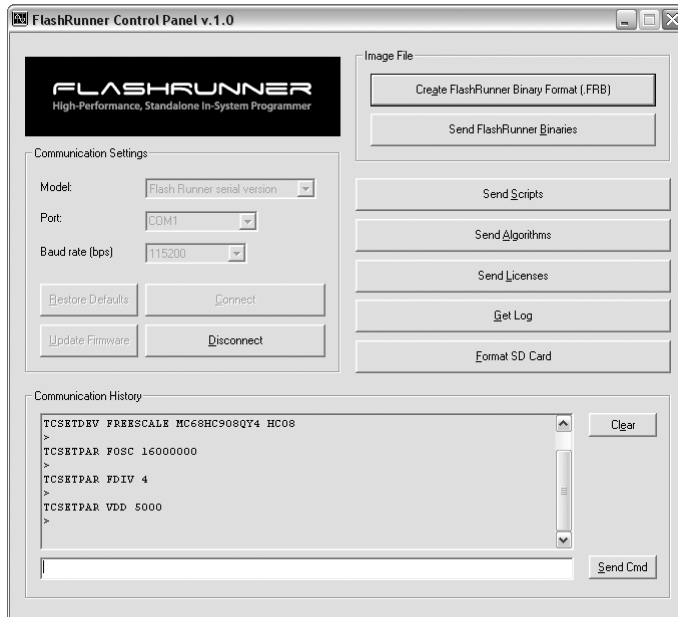 FlashRunner Control Panel v.1.0
FLASHRUNNER
High-Performance, Standalone In-System Programmer
Communication Settings
Model:
Flash Runner serial version
Port:
COM1
Baud rate (bps)
115200
Restore Defaults
Connect
Update Firmware
Disconnect
Image File
Create FlashRunner Binary Format (.FRB)
Send FlashRunner Binaries
Send Scripts
Send Algorithms
Send Licenses
Get Log
Format SD Card
Communication History
TCSETDEV FREESCALE MC68HC908QY4 HC08
>
TCSETPAR FOSC 16000000
>
TCSETPAR FDIV 4
>
TCSETPAR VDD 5000
>
Clear
Send Cmd